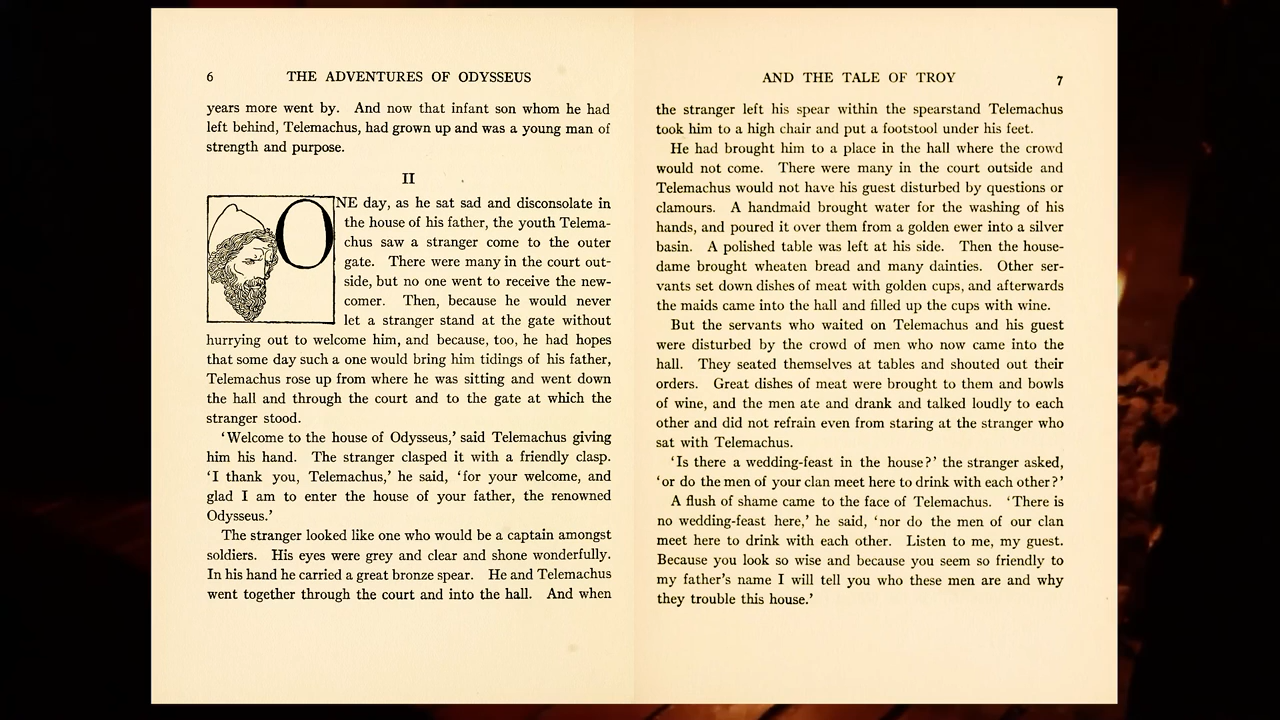 6 THE ADVENTURES OF ODYSSEUS
years more went by. And now that infant son whom he had
left behind, Telemachus, had grown up and was a young man of
strength and purpose.
II
ONE day, as he sat sad and disconsolate in
the house of his father, the youth Telema-
chus saw a stranger come to the outer
gate. There were many in the court out-
side, but no one went to receive the new-
comer. Then, because he would never
let a stranger stand at the gate without
hurrying out to welcome him, and because, too, he had hopes
that some day such a one would bring him tidings of his father,
Telemachus rose up from where he was sitting and went down
the hall and through the court and to the gate at which the
stranger stood.
'Welcome to the house of Odysseus,' said Telemachus giving
him his hand. The stranger clasped it with a friendly clasp.
'I thank you, Telemachus,' he said, 'for your welcome, and
glad I am to enter the house of your father, the renowned
Odysseus.'
The stranger looked like one who would be a captain amongst
soldiers. His eyes were grey and clear and shone wonderfully.
In his hand he carried a great bronze spear. He and Telemachus
went together through the court and into the hall. And when
AND THE TALE OF TROY 7
the stranger left his spear within the spearstand Telemachus
took him to a high chair and put a footstool under his feet.
He had brought him to a place in the hall where the crowd
would not come. There were many in the court outside and
Telemachus would not have his guest disturbed by questions or
clamours. A handmaid brought water for the washing of his
hands, and poured it over them from a golden ewer into a silver
basin. A polished table was left at his side. Then the house-
dame brought wheaten bread and many dainties. Other ser-
vants set down dishes of meat with golden cups, and afterwards
the maids came into the hall and filled up the cups with wine.
But the servants who waited on Telemachus and his guest
were disturbed by the crowd of men who now came into the
hall. They seated themselves at tables and shouted out their
orders. Great dishes of meat were brought to them and bowls
of wine, and the men ate and drank and talked loudly to each
other and did not refrain even from staring at the stranger who
sat with Telemachus.
'Is there a wedding-feast in the house?' the stranger asked,
'or do the men of your clan meet here to drink with each other?'
A flush of shame came to the face of Telemachus. 'There is
no wedding-feast here,' he said, 'nor do the men of our clan
meet here to drink with each other. Listen to me, my guest.
Because you look so wise and because you seem so friendly to
my father's name I will tell you who these men are and why
they trouble this house.'